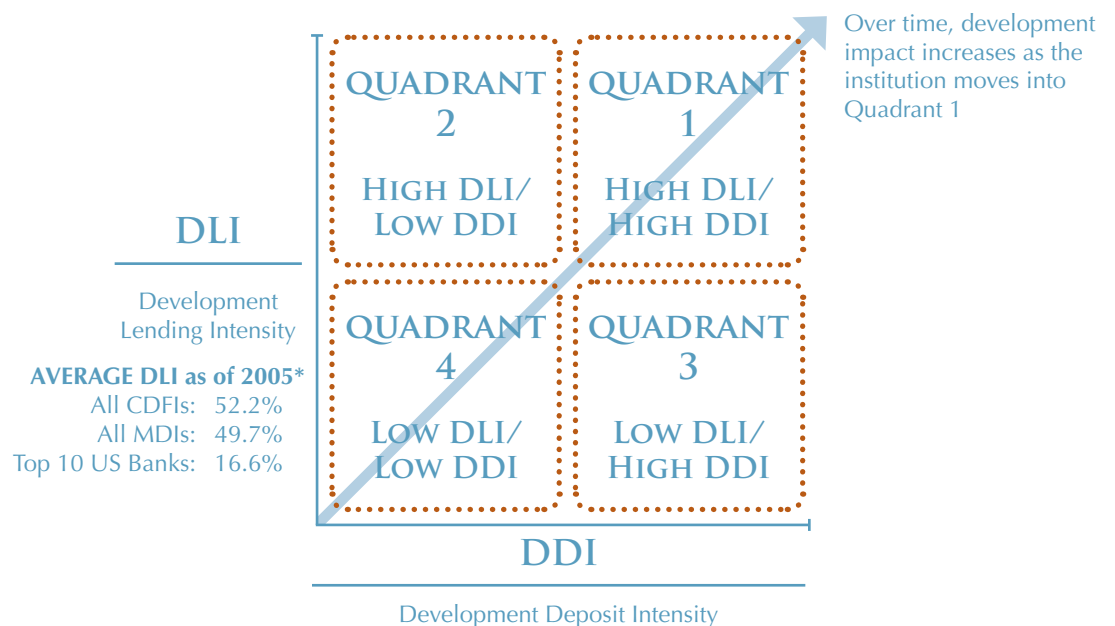 Over time, development
impact increases as the
institution moves into
Quadrant 1
QUADRANT
2
HIGH DLI/
LOW DDI
QUADRANT
1
HIGH DLI/
HIGH DDI
DLI
Development
Lending Intensity
AVERAGE DLI as of 2005*
All CDFIs: 52.2%
All MDIs: 49.7%
Top 10 US Banks: 16.6%
QUADRANT
4
LOW DLI/
LOW DDI
QUADRANT
3
LOW DLI/
HIGH DDI
DDI
Development Deposit Intensity